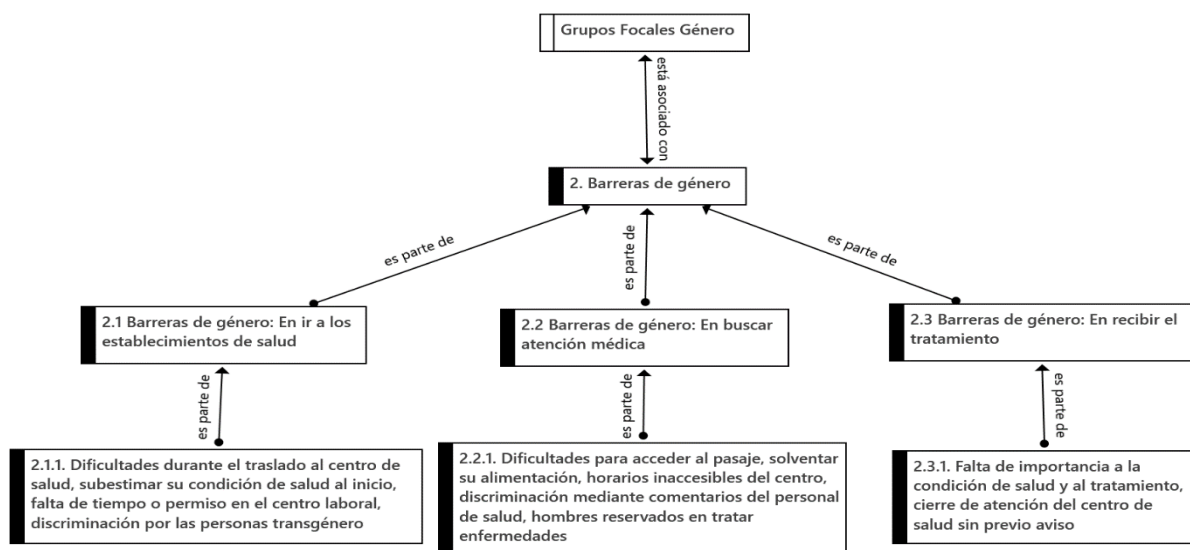 Grupos Focales Género
está asociado con
2. Barreras de género
es parte de
es parte de
es parte de
2.1 Barreras de género: En ir a los
establecimientos de salud
2.2 Barreras de género: En buscar
atención médica
2.3 Barreras de género: En recibir el
tratamiento
es parte de
es parte de
es parte de
2.1.1. Dificultades durante el traslado al centro de
salud, subestimar su condición de salud al inicio,
falta de tiempo o permiso en el centro laboral,
discriminación por las personas transgénero
2.2.1. Dificultades para acceder al pasaje, solventar
su alimentación, horarios inaccesibles del centro,
discriminación mediante comentarios del personal
de salud, hombres reservados en tratar
enfermedades
2.3.1. Falta de importancia a la
condición de salud y al tratamiento,
cierre de atención del centro de
salud sin previo aviso